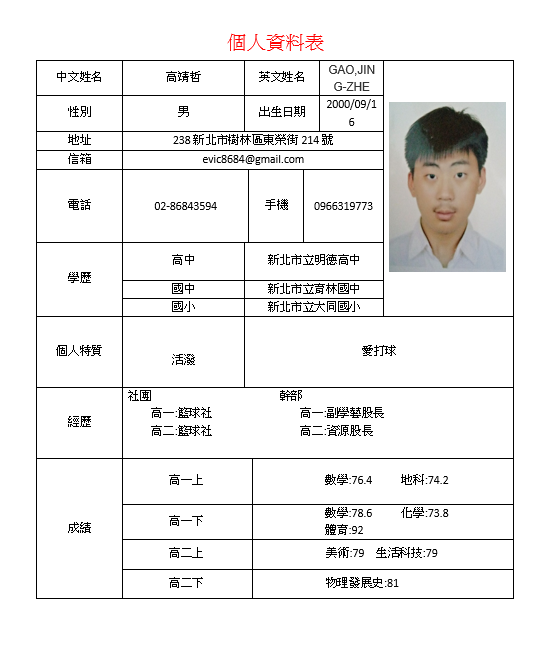 個人資料表
中文姓名 高靖哲 英文姓名 GAO,JIN
G-ZHE
性別 男 出生日期 2000/09/1
6
地址 238 新北市樹林區東榮街 214 號
信箱 evic8684@gmail.com
電話 02-86843594 手機 0966319773
學歷
高中 新北市立明德高中
國中 新北市立育林國中
國小 新北市立大同國小
個人特質 活潑 愛打球
經歷
社團 幹部
高一:籃球社 高一:副學藝股長
高二:籃球社 高二:資源股長
成績
高一上 數學:76.4 地科:74.2
高一下 數學:78.6 化學:73.8
體育:92
高二上 美術:79 生活科技:79
高二下 物理發展史:81